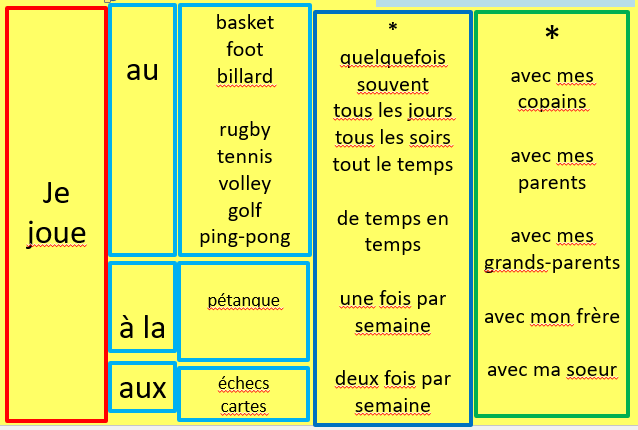 Je
joue
au
basket
foot
billard
rugby
tennis
volley
golf
ping-pong
à la
pétanque
aux
échecs
cartes
*
quelquefois
souvent
tous les jours
tous les soirs
tout le temps
de temps en
temps
une fois par
semaine
deux fois par
semaine
*
avec mes
copains
avec mes
parents
avec mes
grands-parents
avec mon frère
avec ma soeur